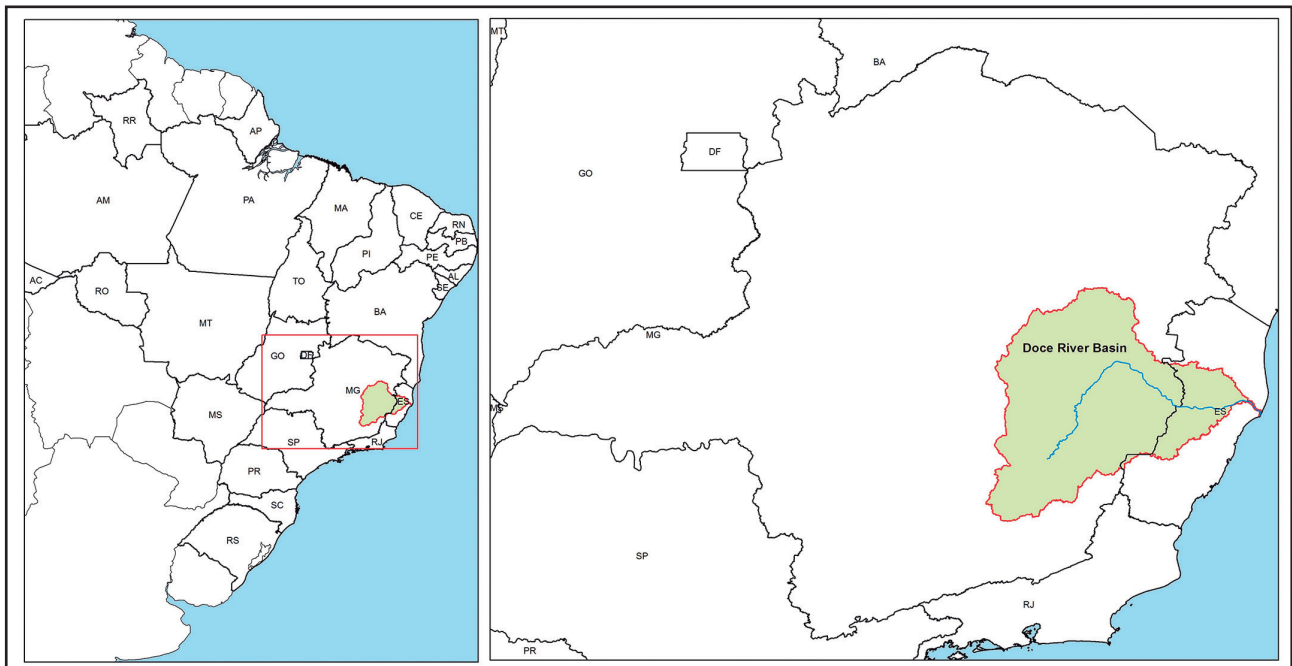 RR
AP
AM
PA
MA
CE
RN
PB
PI
PE
AL
SE
AC
RO
TO
BA
MT
GO
DF
MG
ES
MS
SP
RJ
PR
SC
RS
MT
BA
DF
GO
MG
Doce River Basin
MS
ES
SP
RJ
PR